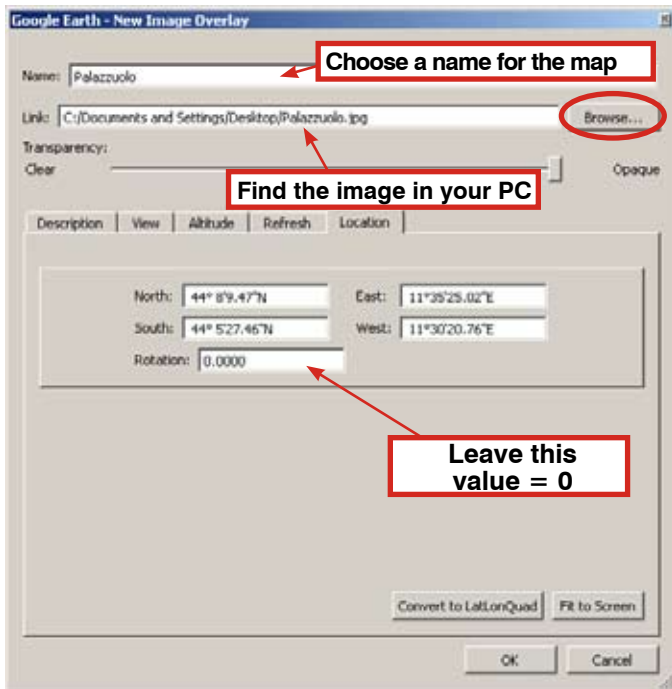 Google Earth - New Image Overlay
Choose a name for the map
Name: Palazzuolo
Link: C:/Documents and Settings/Desktop/Palazzuolo.jpg Browse...
Transparency:
Clear Opaque
Find the image in your PC
Description View Altitude Refresh Location
North: 44° 8'9.47"N East: 11°35'25.02"E
South: 44° 5'27.46"N West: 11°30'20.76"E
Rotation: 0.0000
Leave this
value = 0
Convert to LatLonQuad Fit to Screen
OK Cancel